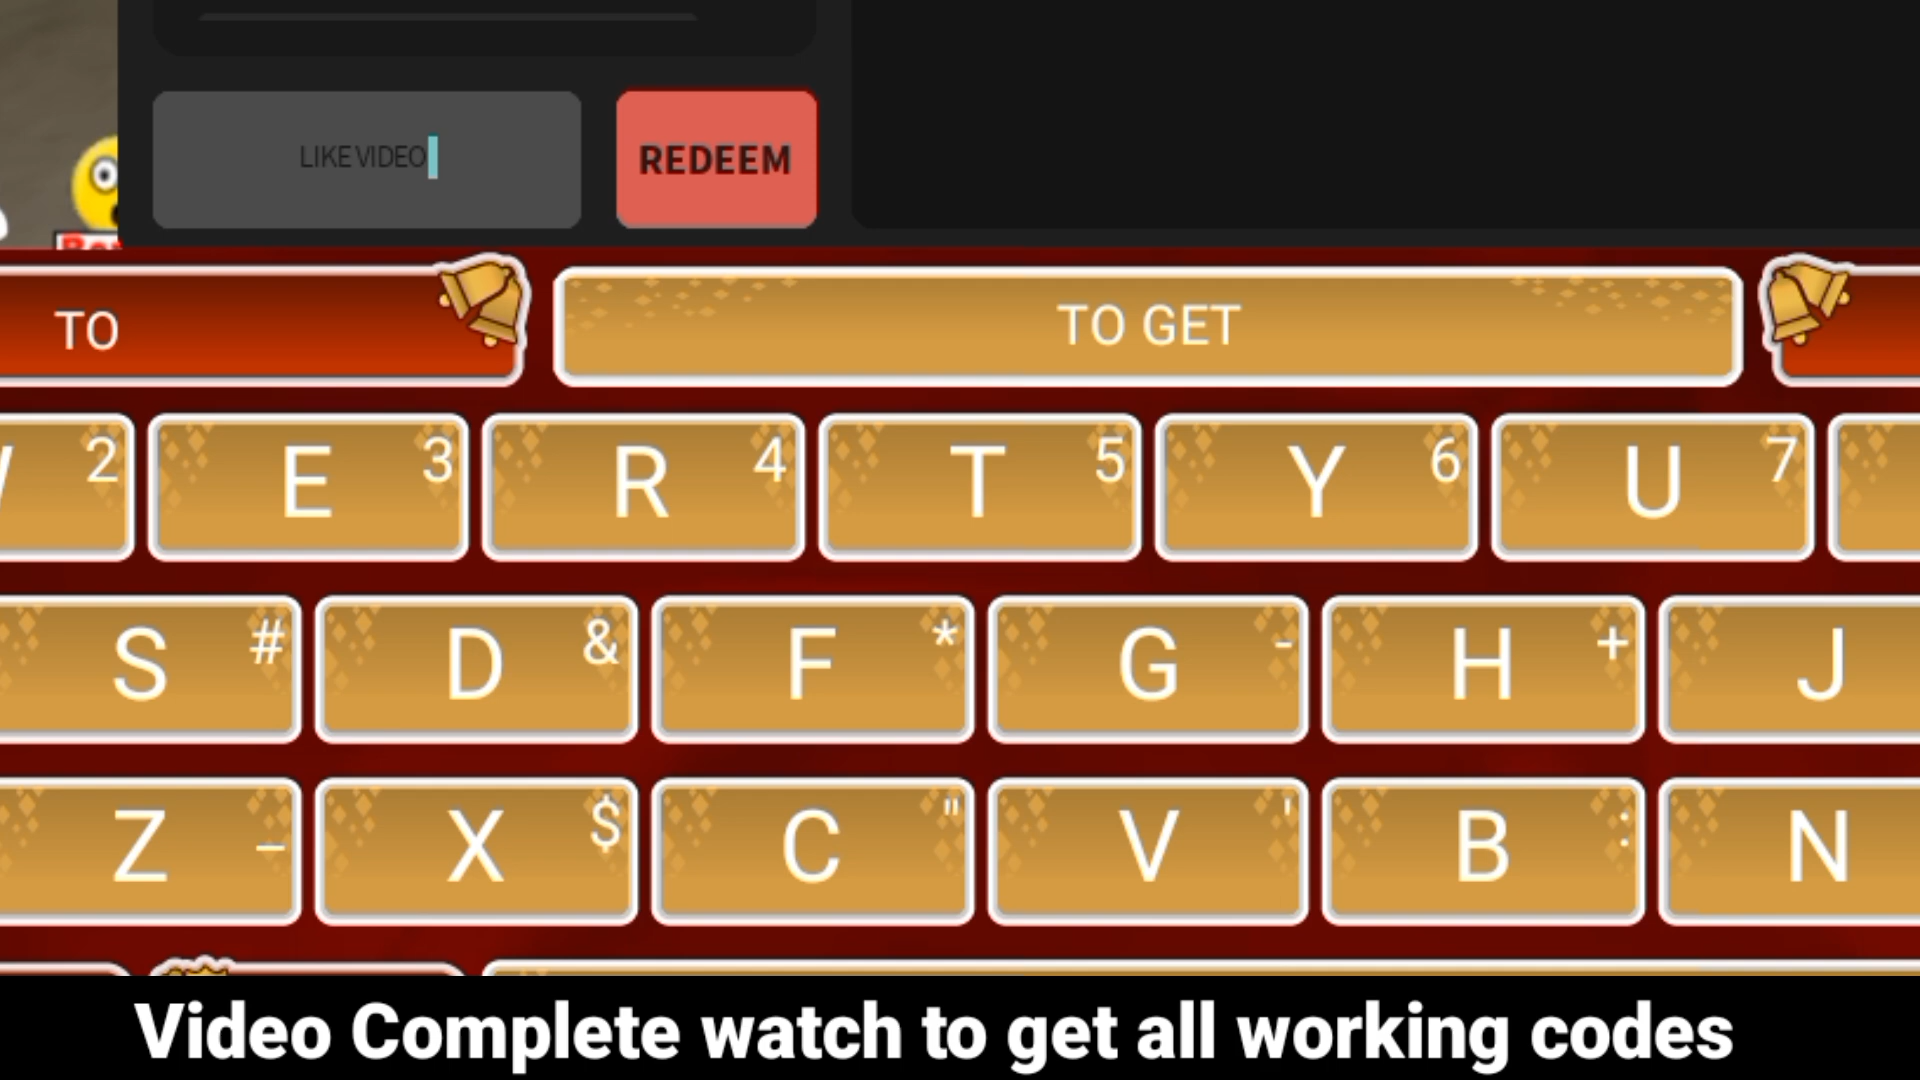 LIKE VIDEO
REDEEM
TO
TO GET
2 E 3 R 4 T 5 Y 6 U 7
S # D & F * G - H + J
Z _ X $ C " V ' B : N
Video Complete watch to get all working codes